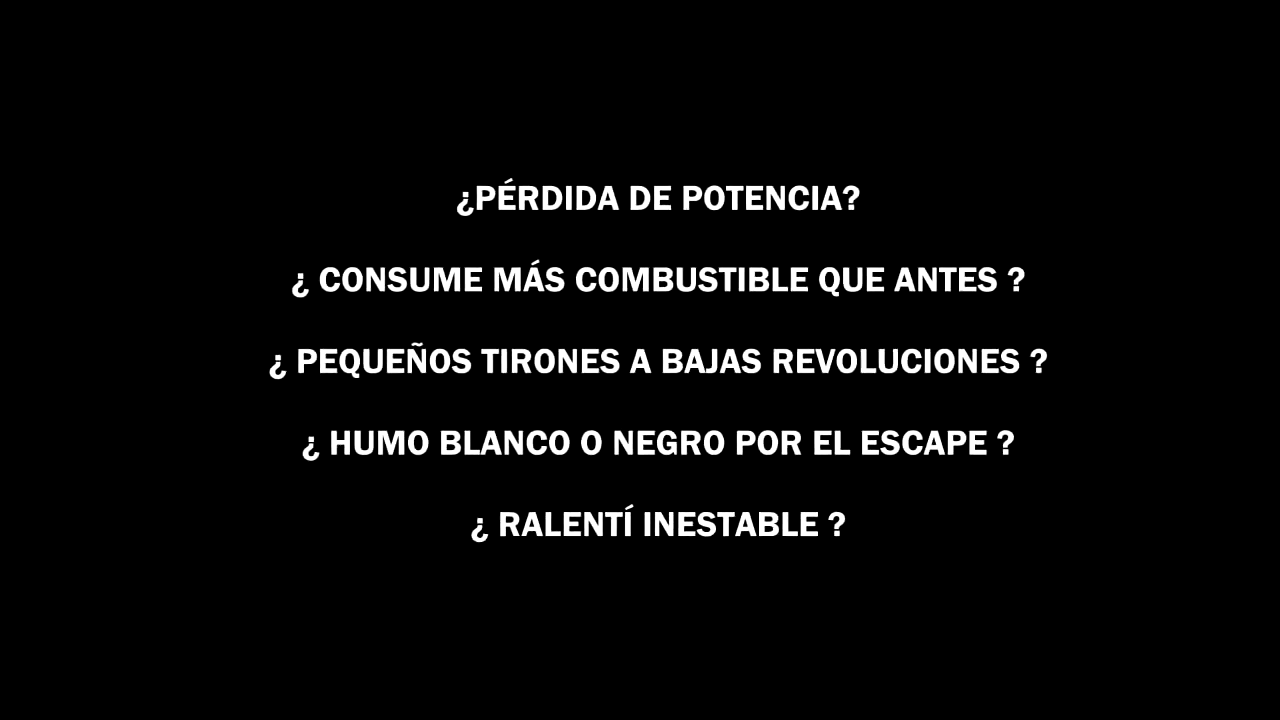 ¿PÉRDIDA DE POTENCIA?
¿ CONSUME MÁS COMBUSTIBLE QUE ANTES ?
¿ PEQUEÑOS TIRONES A BAJAS REVOLUCIONES ?
¿ HUMO BLANCO O NEGRO POR EL ESCAPE ?
¿ RALENTÍ INESTABLE ?